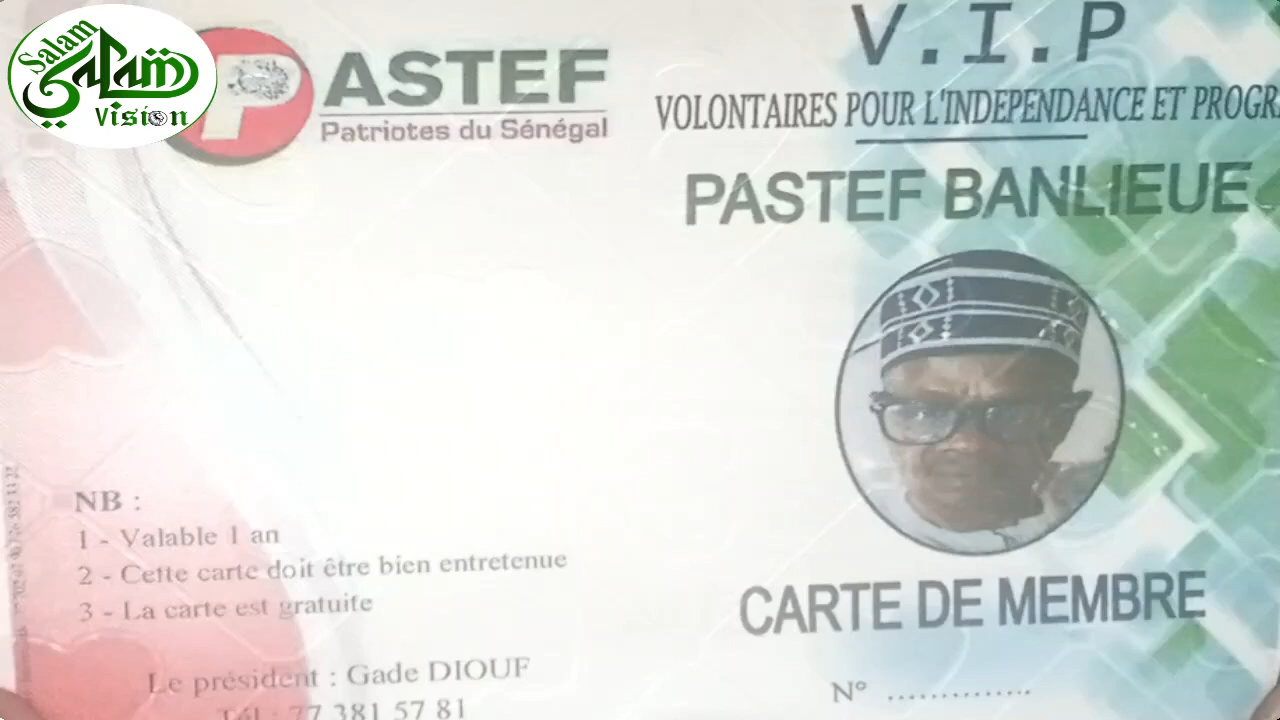 Salam
Salam
Vision
PASTEF
Patriotes du Sénégal
V.I.P
VOLONTAIRES POUR L'INDEPENDANCE ET PROGR
PASTEF BANLIEUE
NB :
1 - Valable 1 an
2 - Cette carte doit être bien entretenue
3 - La carte est gratuite
Le président : Gade DIOUF
Tél : 77 381 57 81
CARTE DE MEMBRE
N° ..............